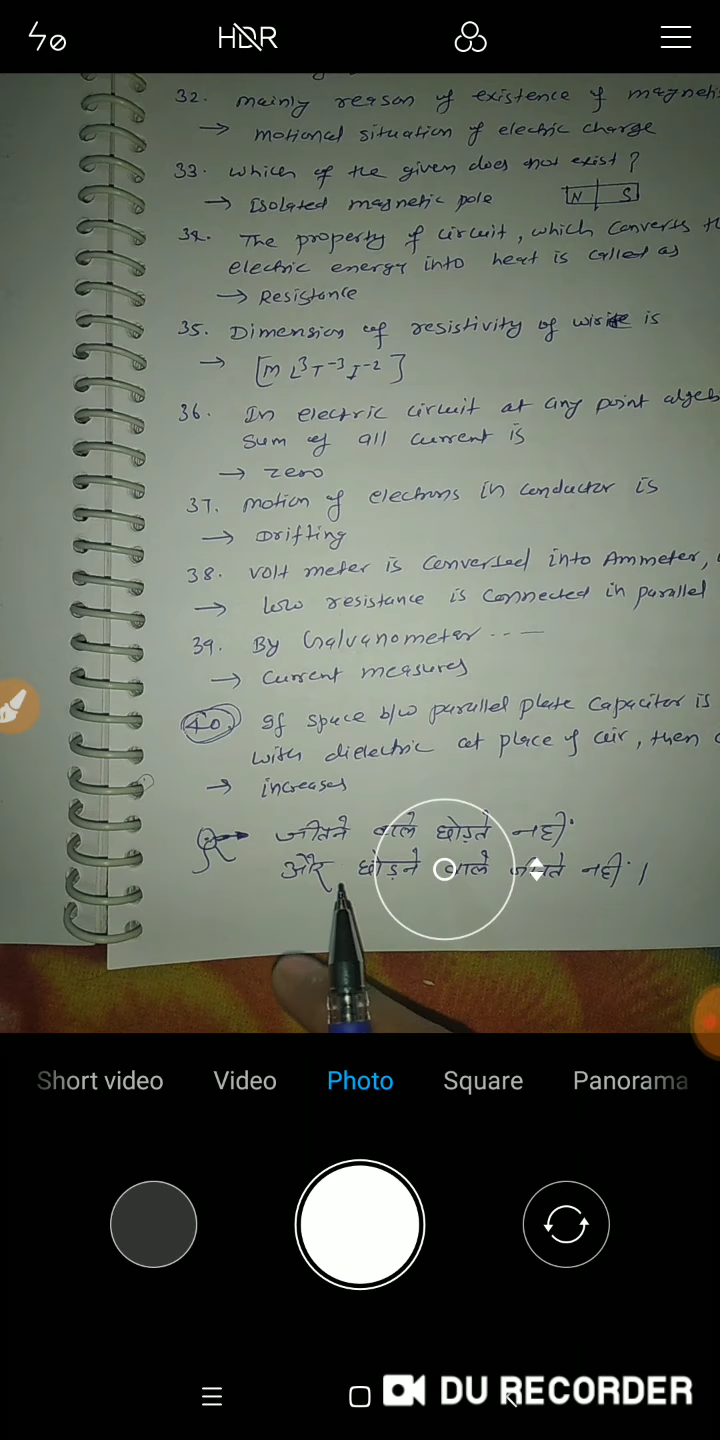 HDR
32. mainly reason of existence of magnetis
→ motional situation of electric charge
33. which of the given does not exist ?
→ Isolated magnetic pole N S
34. The property of circuit, which converts th
electric energy into heat is called as
→ Resistance
35. Dimension of resistivity of wire is
→ [M L³ T⁻³ I⁻²]
36. In electric circuit at any point algeb
sum of all current is
→ zero
37. motion of electrons in conductor is
→ Drifting
38. volt meter is converted into Ammeter,
→ low resistance is connected in parallel
39. By Galvanometer ...—
→ current measures
40. If space b/w parallel plate capacitor is
with dielectric at place of air, then
→ increases
जीतने वाले छोड़ते नहीं
और छोड़ने वाले जीतते नहीं ।
Short video Video Photo Square Panorama
DU RECORDER